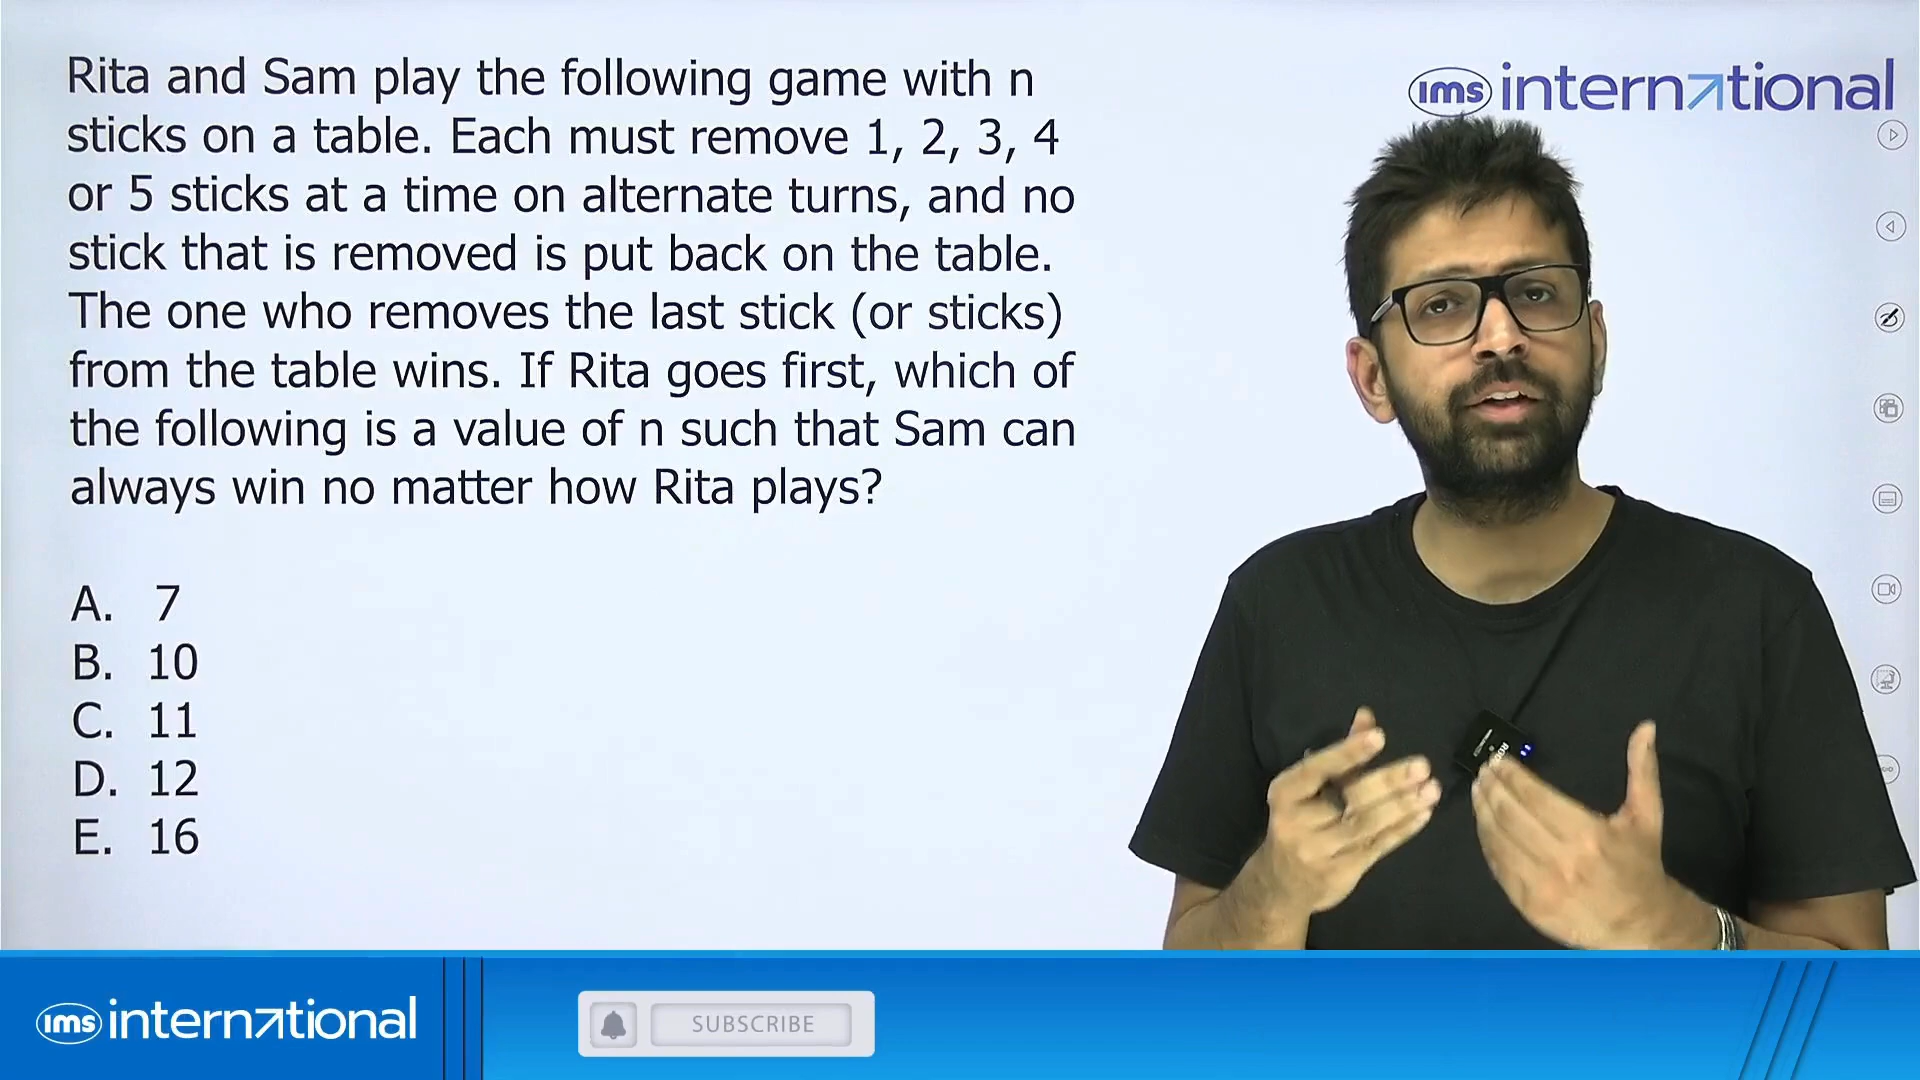 Rita and Sam play the following game with n
sticks on a table. Each must remove 1, 2, 3, 4
or 5 sticks at a time on alternate turns, and no
stick that is removed is put back on the table.
The one who removes the last stick (or sticks)
from the table wins. If Rita goes first, which of
the following is a value of n such that Sam can
always win no matter how Rita plays?
A. 7
B. 10
C. 11
D. 12
E. 16
ims international
ims international
SUBSCRIBE